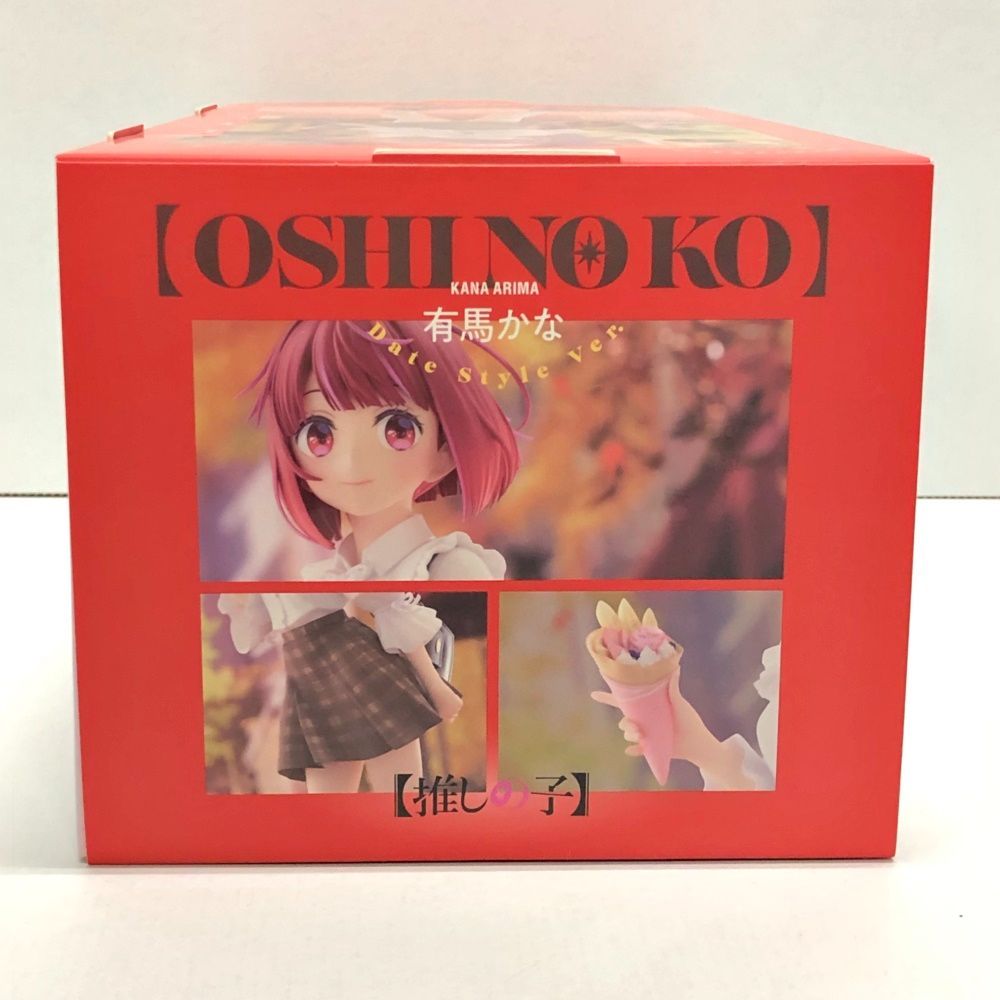 【OSHI NO KO】
KANA ARIMA
有馬かな
Date Style Ver.
【推しの子】